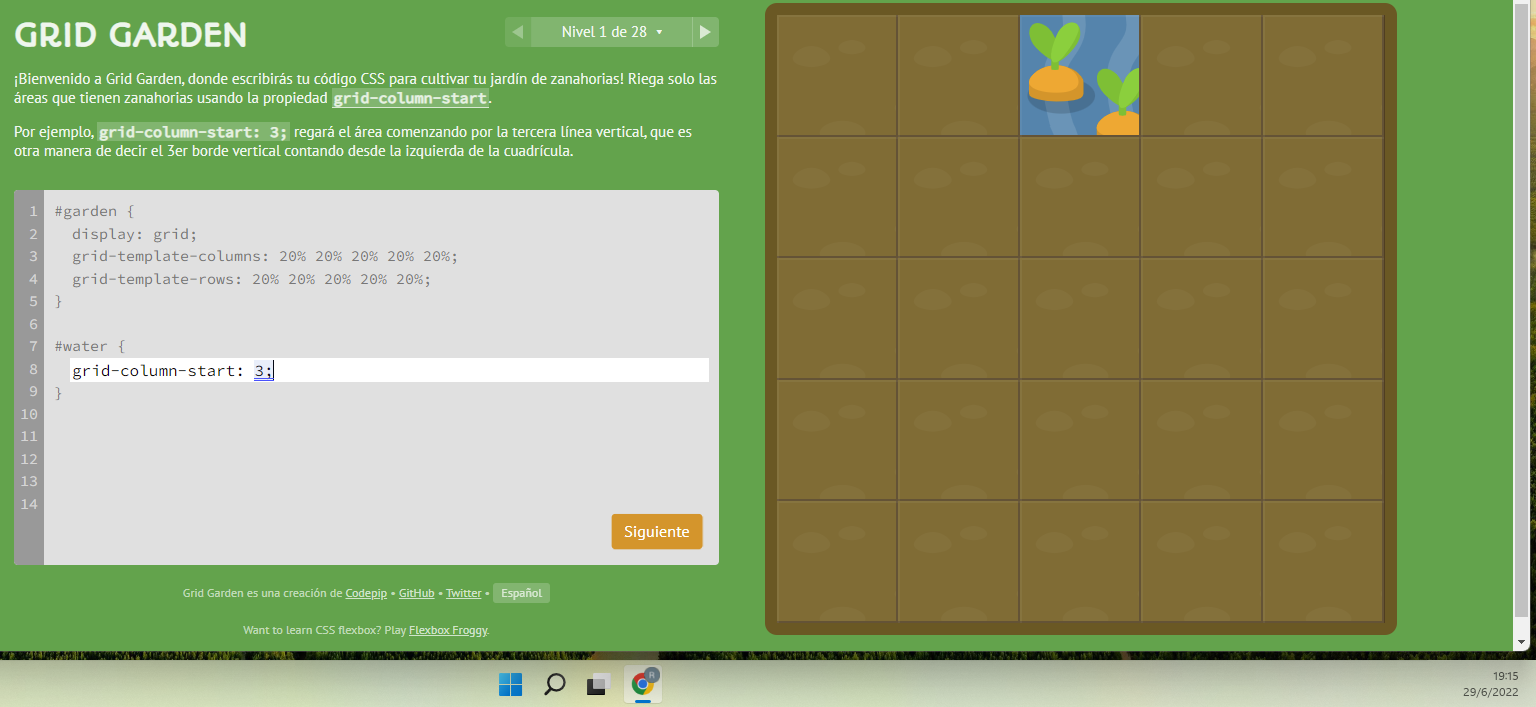 GRID GARDEN
Nivel 1 de 28
¡Bienvenido a Grid Garden, donde escribirás tu código CSS para cultivar tu jardín de zanahorias! Riega solo las
áreas que tienen zanahorias usando la propiedad grid-column-start.
Por ejemplo, grid-column-start: 3; regará el área comenzando por la tercera línea vertical, que es
otra manera de decir el 3er borde vertical contando desde la izquierda de la cuadrícula.
1 #garden {
2 display: grid;
3 grid-template-columns: 20% 20% 20% 20% 20%;
4 grid-template-rows: 20% 20% 20% 20% 20%;
5 }
6
7 #water {
8 grid-column-start: 3;
9 }
10
11
12
13
14
Siguiente
Grid Garden es una creación de Codepip • GitHub • Twitter • Español
Want to learn CSS flexbox? Play Flexbox Froggy.
R
19:15
29/6/2022